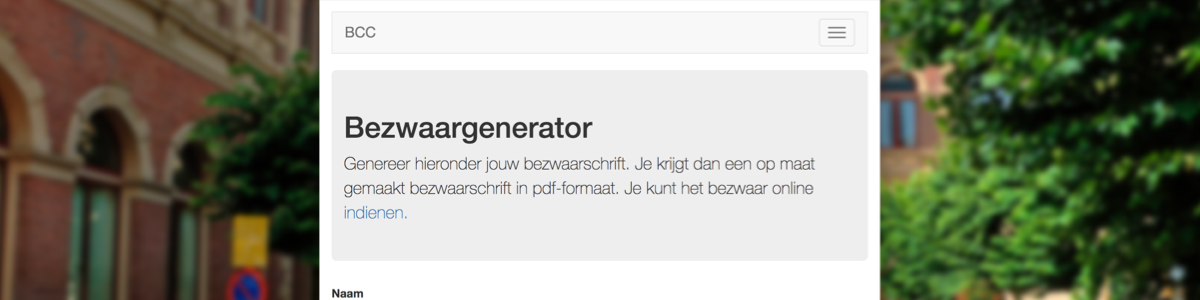 BCC
Bezwaargenerator
Genereer hieronder jouw bezwaarschrift. Je krijgt dan een op maat
gemaakt bezwaarschrift in pdf-formaat. Je kunt het bezwaar online
indienen.
Naam